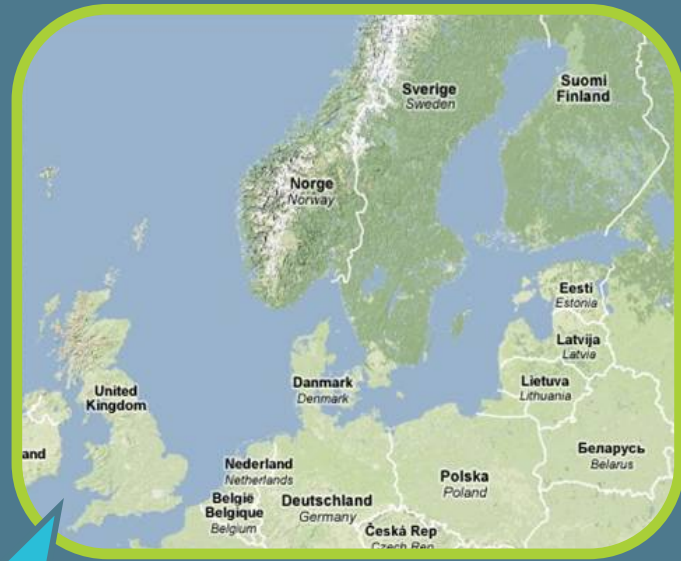 Sverige
Sweden
Suomi
Finland
Norge
Norway
Eesti
Estonia
Latvija
Latvia
Danmark
Denmark
Lietuva
Lithuania
United
Kingdom
and
Беларусь
Belarus
Nederland
Netherlands
Polska
Poland
België
Belgique
Belgium
Deutschland
Germany
Česká Rep
Czech Rep